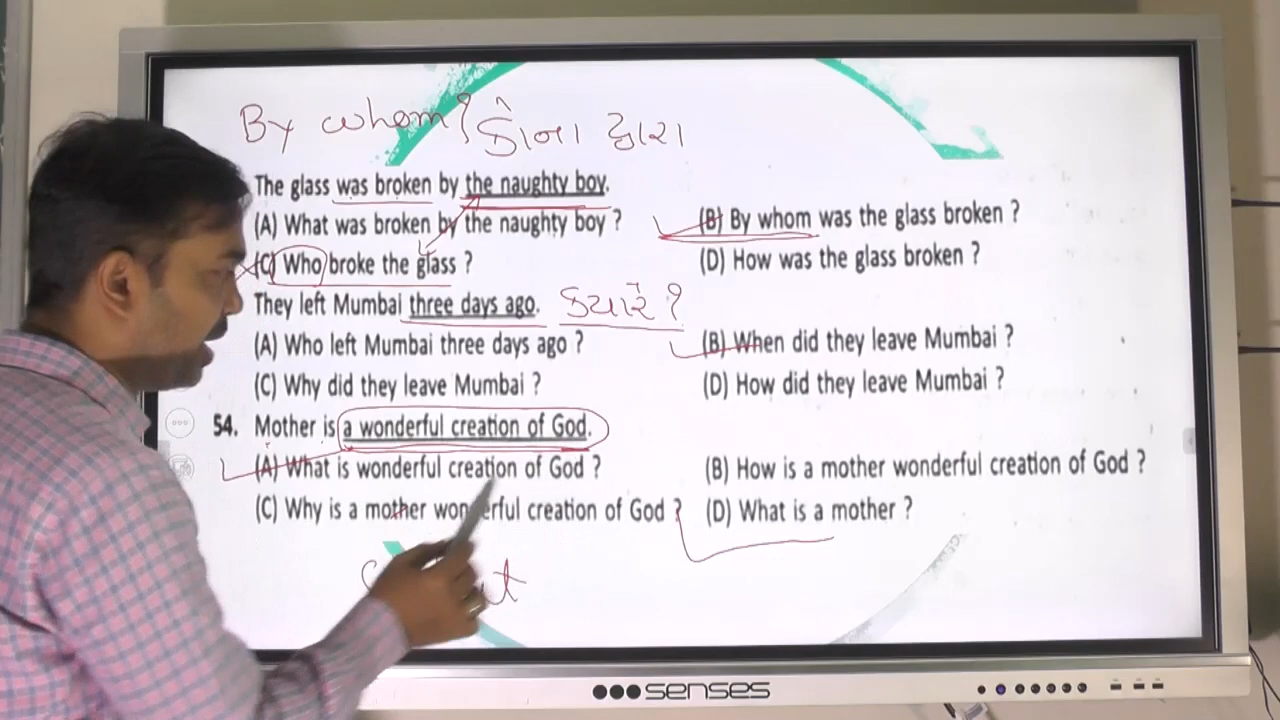 By whom? કોના દ્વારા
The glass was broken by the naughty boy.
(A) What was broken by the naughty boy ?
(B) By whom was the glass broken ?
(C) Who broke the glass ?
(D) How was the glass broken ?
They left Mumbai three days ago. ક્યારે ?
(A) Who left Mumbai three days ago ?
(B) When did they leave Mumbai ?
(C) Why did they leave Mumbai ?
(D) How did they leave Mumbai ?
54. Mother is a wonderful creation of God.
(A) What is wonderful creation of God ?
(B) How is a mother wonderful creation of God ?
(C) Why is a mother wonderful creation of God ?
(D) What is a mother ?
senses